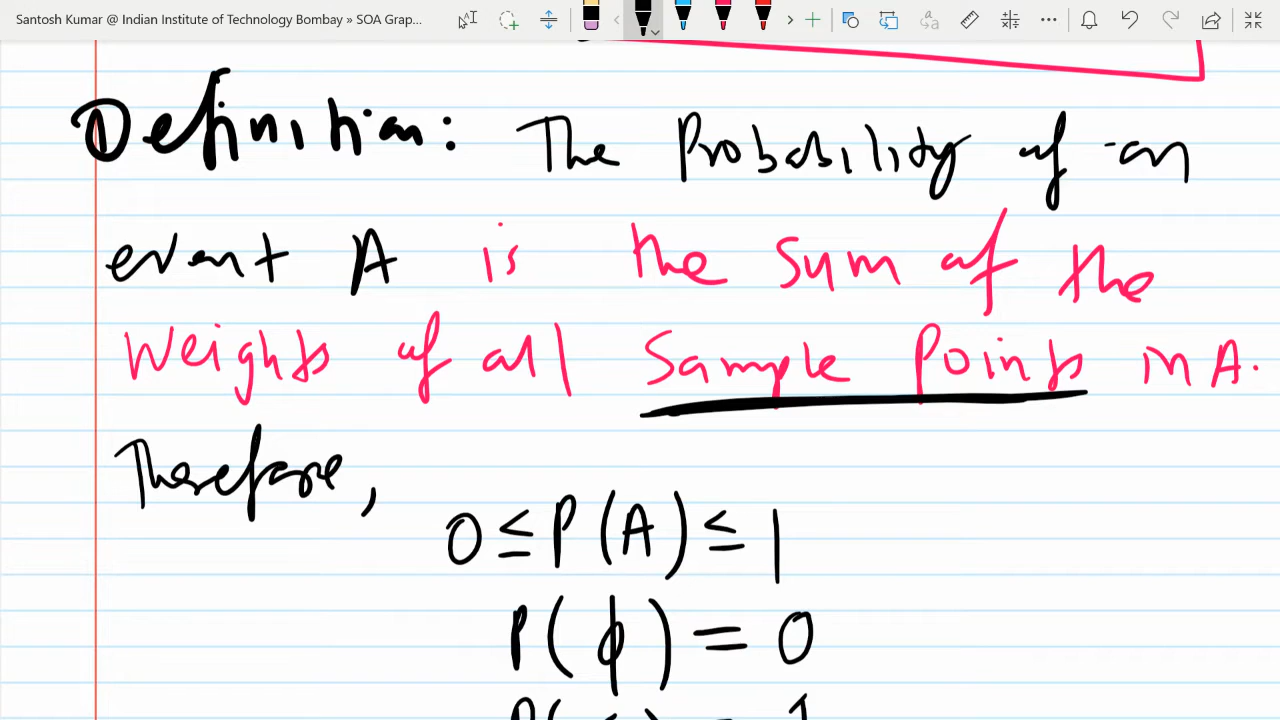 Santosh Kumar @ Indian Institute of Technology Bombay » SOA Grap...
Definition: The Probability of an
event A is the sum of the
Weights of all Sample Points in A.
Therefore,
0 ≤ P(A) ≤ 1
P(ϕ) = 0